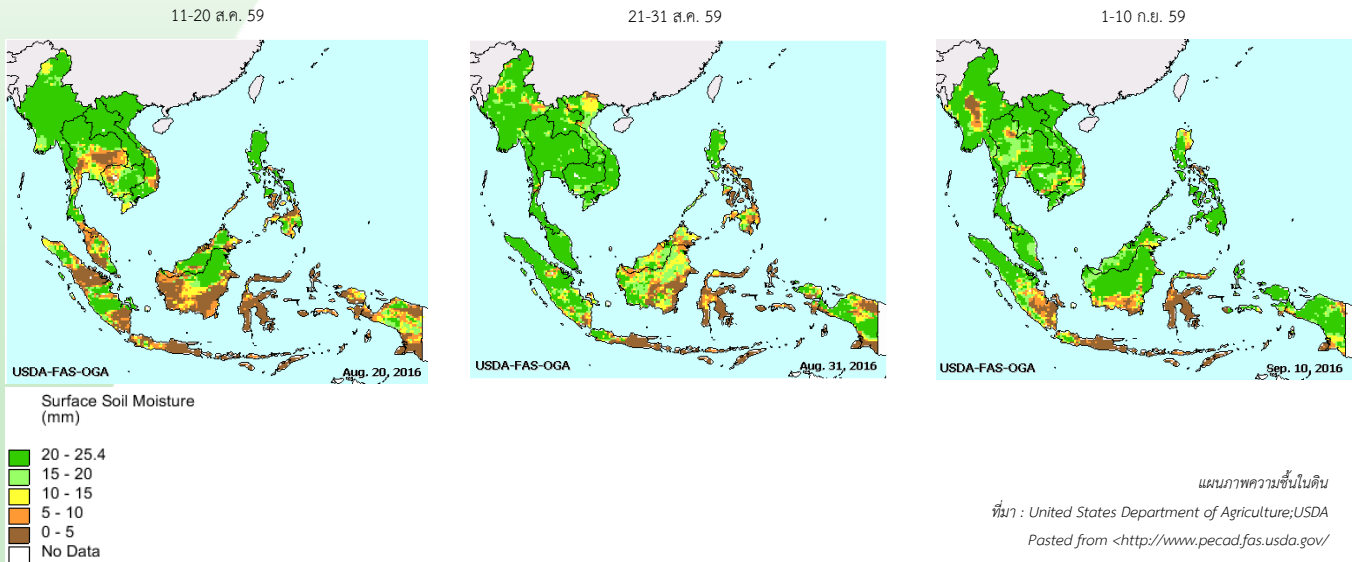 11-20 ส.ค. 59
21-31 ส.ค. 59
1-10 ก.ย. 59
USDA-FAS-OGA
Aug. 20, 2016
USDA-FAS-OGA
Aug. 31, 2016
USDA-FAS-OGA
Sep. 10, 2016
Surface Soil Moisture
(mm)
20 - 25.4
15 - 20
10 - 15
5 - 10
0 - 5
No Data
แผนภาพความชื้นในดิน
ที่มา : United States Department of Agriculture;USDA
Pasted from <http://www.pecad.fas.usda.gov/